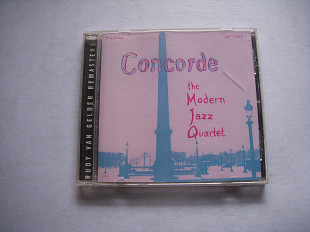 Concorde
the
Modern
Jazz
Quartet
RUDY VAN GELDER REMASTERS